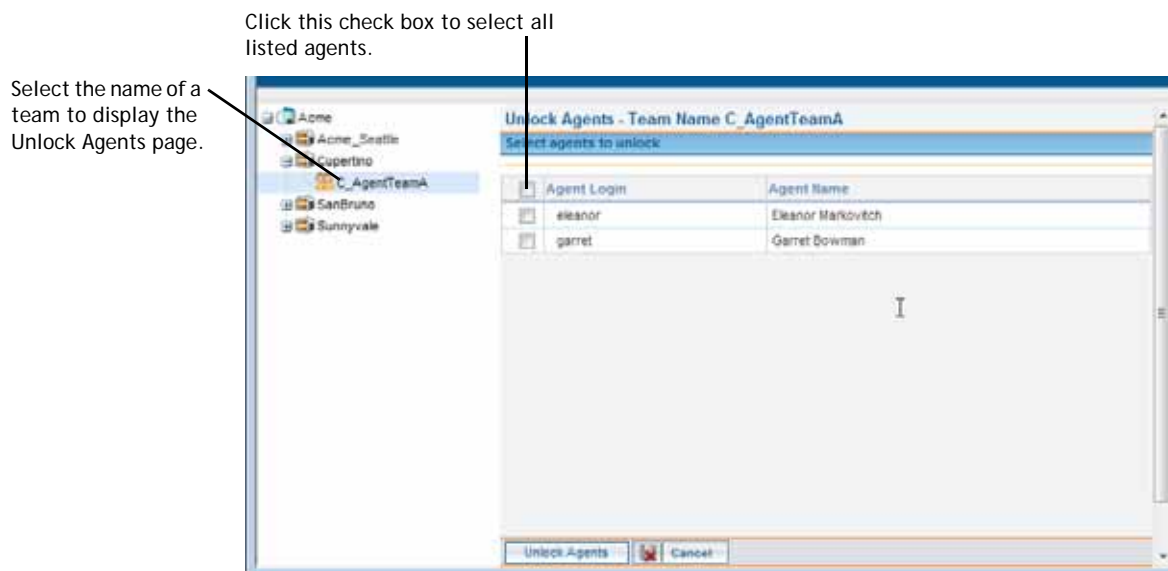 Click this check box to select all
listed agents.
Select the name of a
team to display the
Unlock Agents page.
Acme
Acme_Seattle
Cupertino
C_AgentTeamA
SanBruno
Sunnyvale
Unlock Agents - Team Name C_AgentTeamA
Select agents to unlock
Agent Login Agent Name
eleanor Eleanor Markovitch
garret Garret Bowman
Unlock Agents Cancel